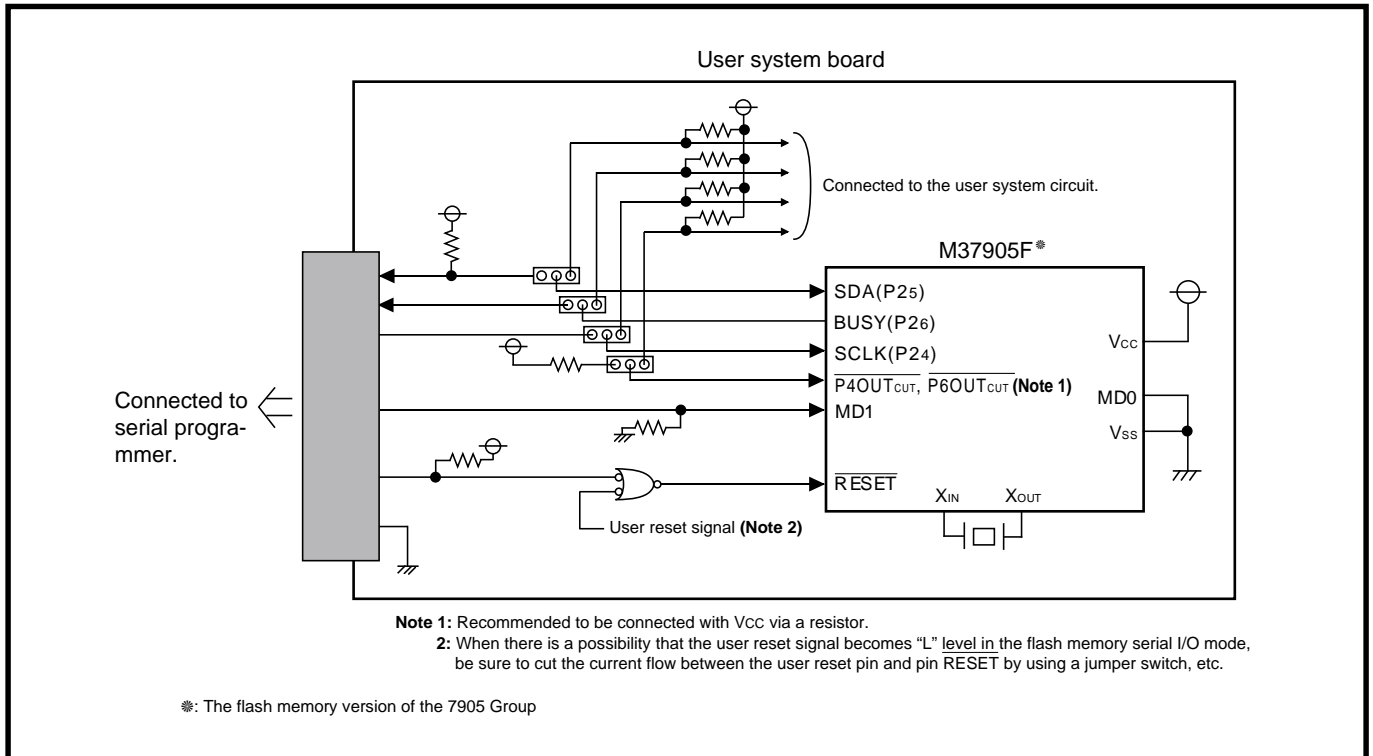 User system board
Connected to the user system circuit.
M37905F※
SDA(P25)
BUSY(P26)
SCLK(P24)
P4OUTCUT, P6OUTCUT (Note 1)
MD1
RESET
VCC
MD0
VSS
XIN XOUT
Connected to
serial progra-
mmer.
User reset signal (Note 2)
Note 1: Recommended to be connected with VCC via a resistor.
2: When there is a possibility that the user reset signal becomes “L” level in the flash memory serial I/O mode,
be sure to cut the current flow between the user reset pin and pin RESET by using a jumper switch, etc.
※: The flash memory version of the 7905 Group